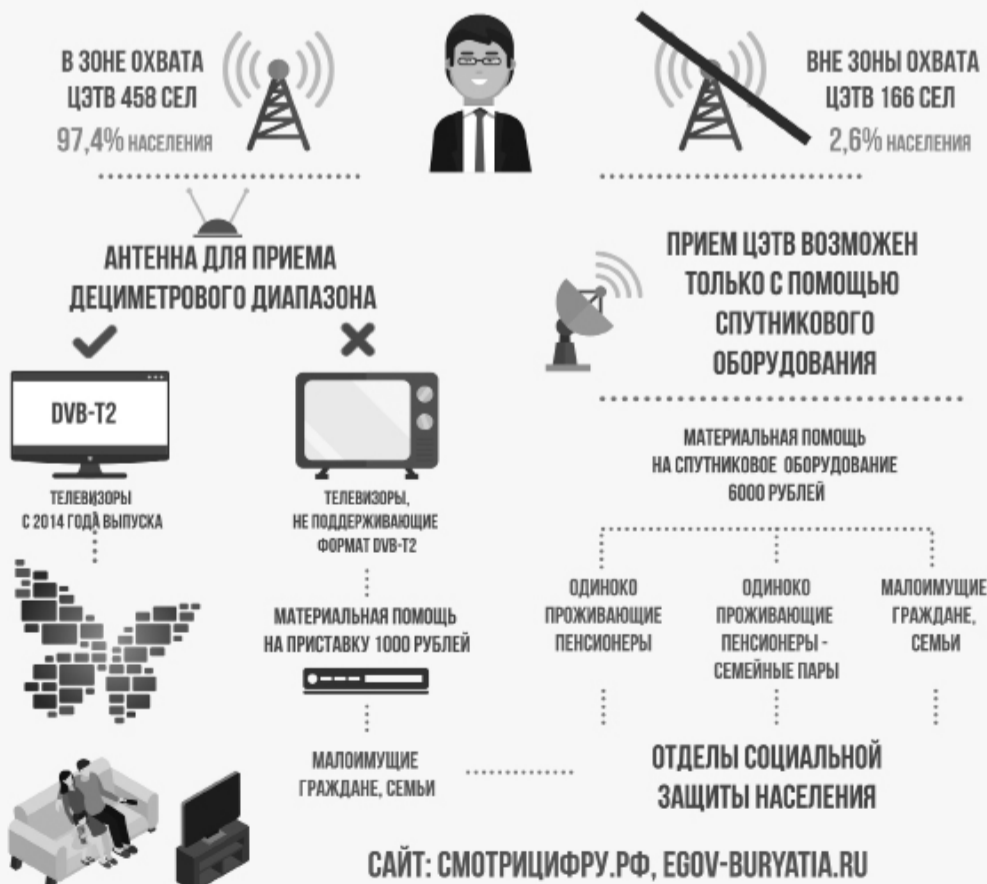 В ЗОНЕ ОХВАТА
ЦЭТВ 458 СЕЛ
97,4% НАСЕЛЕНИЯ
ВНЕ ЗОНЫ ОХВАТА
ЦЭТВ 166 СЕЛ
2,6% НАСЕЛЕНИЯ
АНТЕННА ДЛЯ ПРИЕМА
ДЕЦИМЕТРОВОГО ДИАПАЗОНА
DVB-T2
ТЕЛЕВИЗОРЫ
С 2014 ГОДА ВЫПУСКА
ТЕЛЕВИЗОРЫ,
НЕ ПОДДЕРЖИВАЮЩИЕ
ФОРМАТ DVB-T2
МАТЕРИАЛЬНАЯ ПОМОЩЬ
НА ПРИСТАВКУ 1000 РУБЛЕЙ
МАЛОИМУЩИЕ
ГРАЖДАНЕ, СЕМЬИ
ПРИЕМ ЦЭТВ ВОЗМОЖЕН
ТОЛЬКО С ПОМОЩЬЮ
СПУТНИКОВОГО
ОБОРУДОВАНИЯ
МАТЕРИАЛЬНАЯ ПОМОЩЬ
НА СПУТНИКОВОЕ ОБОРУДОВАНИЕ
6000 РУБЛЕЙ
ОДИНОКО
ПРОЖИВАЮЩИЕ
ПЕНСИОНЕРЫ
ОДИНОКО
ПРОЖИВАЮЩИЕ
ПЕНСИОНЕРЫ -
СЕМЕЙНЫЕ ПАРЫ
МАЛОИМУЩИЕ
ГРАЖДАНЕ,
СЕМЬИ
ОТДЕЛЫ СОЦИАЛЬНОЙ
ЗАЩИТЫ НАСЕЛЕНИЯ
САЙТ: СМОТРИЦИФРУ.РФ, EGOV-BURYATIA.RU